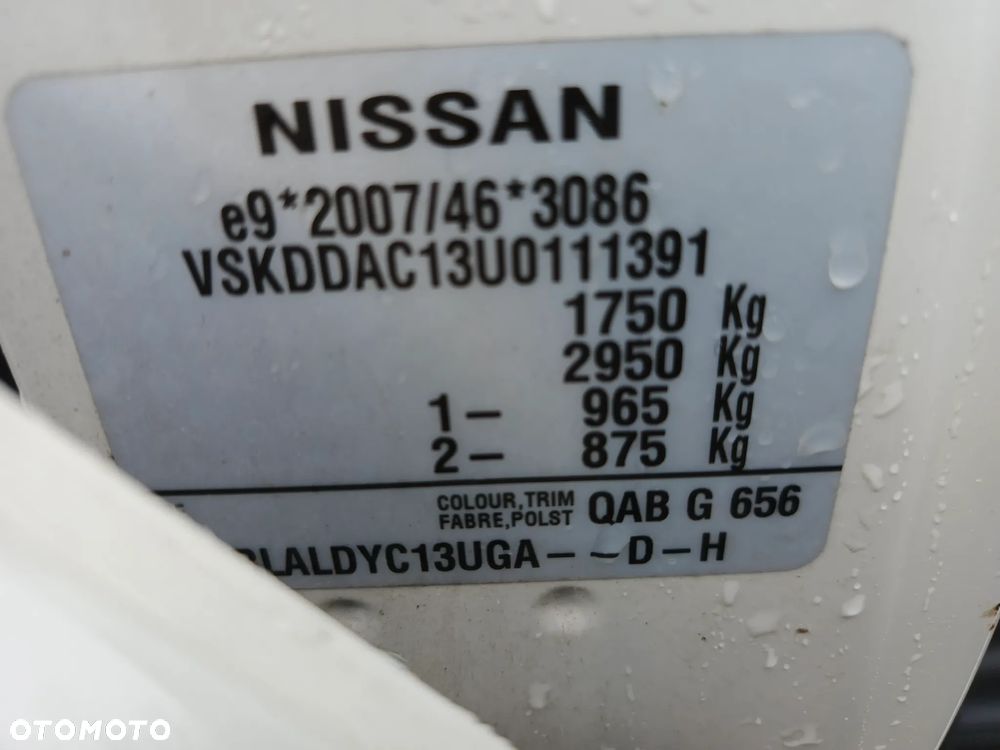 NISSAN
e9*2007/46*3086
VSKDDAC13U0111391
1750 Kg
2950 Kg
1- 965 Kg
2- 875 Kg
COLOUR,TRIM
FABRE,POLST QAB G 656
LALDYC13UGA--D-H
OTOMOTO